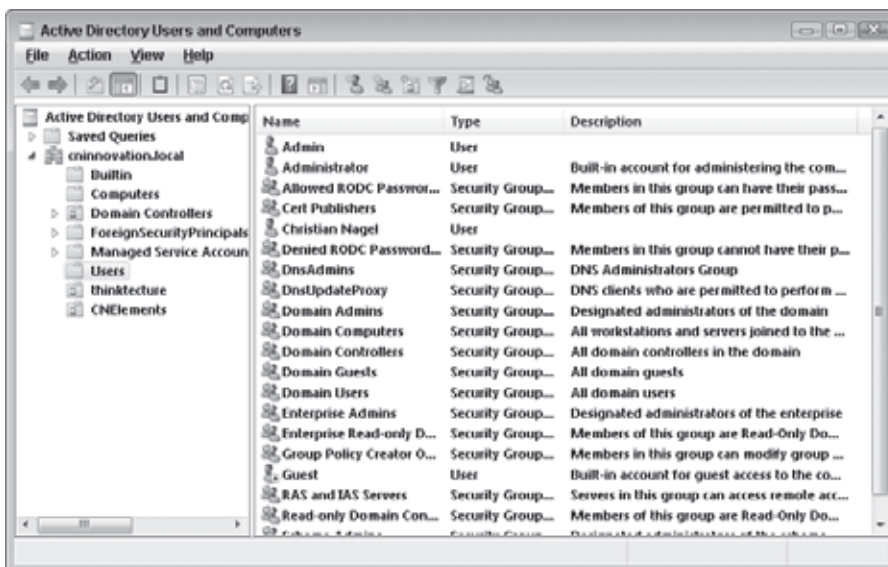 Active Directory Users and Computers
File Action View Help
Active Directory Users and Comp
Saved Queries
cninnovation.local
Builtin
Computers
Domain Controllers
ForeignSecurityPrincipals
Managed Service Accoun
Users
thinktecture
CNElements
Name Type Description
Admin User
Administrator User Built-in account for administering the com...
Allowed RODC Passwor... Security Group... Members in this group can have their pass...
Cert Publishers Security Group... Members of this group are permitted to p...
Christian Nagel User
Denied RODC Password... Security Group... Members in this group cannot have their p...
DnsAdmins Security Group... DNS Administrators Group
DnsUpdateProxy Security Group... DNS clients who are permitted to perform ...
Domain Admins Security Group... Designated administrators of the domain
Domain Computers Security Group... All workstations and servers joined to the ...
Domain Controllers Security Group... All domain controllers in the domain
Domain Guests Security Group... All domain guests
Domain Users Security Group... All domain users
Enterprise Admins Security Group... Designated administrators of the enterprise
Enterprise Read-only D... Security Group... Members of this group are Read-Only Do...
Group Policy Creator O... Security Group... Members in this group can modify group ...
Guest User Built-in account for guest access to the co...
RAS and IAS Servers Security Group... Servers in this group can access remote acc...
Read-only Domain Con... Security Group... Members of this group are Read-Only Do...